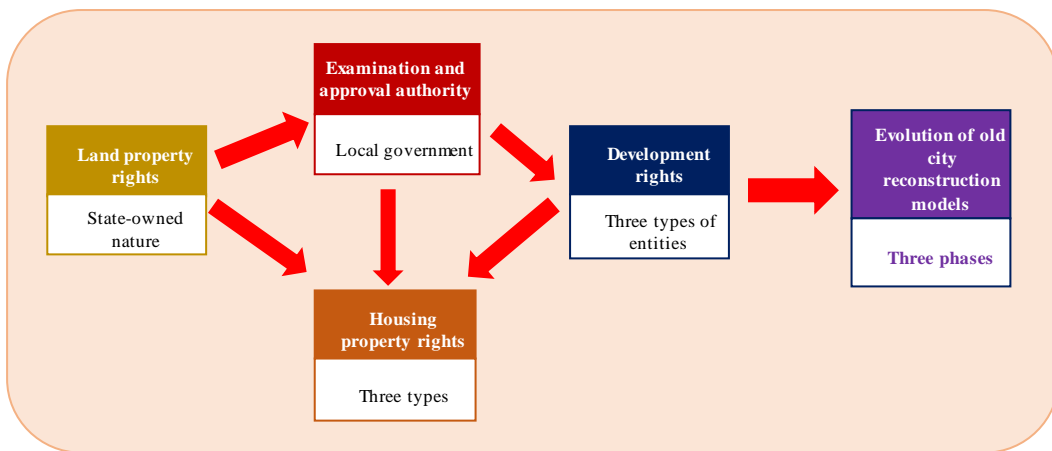 Examination and
approval authority
Local government
Land property
rights
State-owned
nature
Development
rights
Three types of
entities
Evolution of old
city
reconstruction
models
Three phases
Housing
property rights
Three types